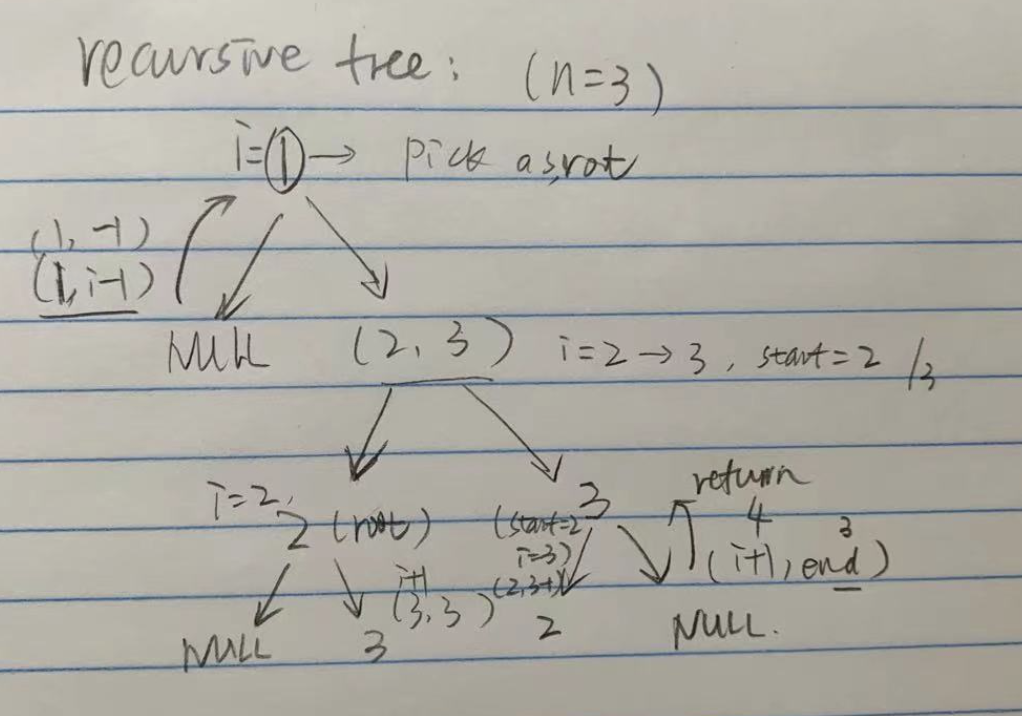 recursive tree: (n=3)
i=1 → pick as rot
(1, -1)
(1, i-1)
NULL (2, 3) i=2→3, start=2 /3
return
i=2, 3 4 3
2 (root) (start=2, i=3) (i+1, end)
i+1 (2,3-1)
(3,3)
NULL 3 2 NULL.